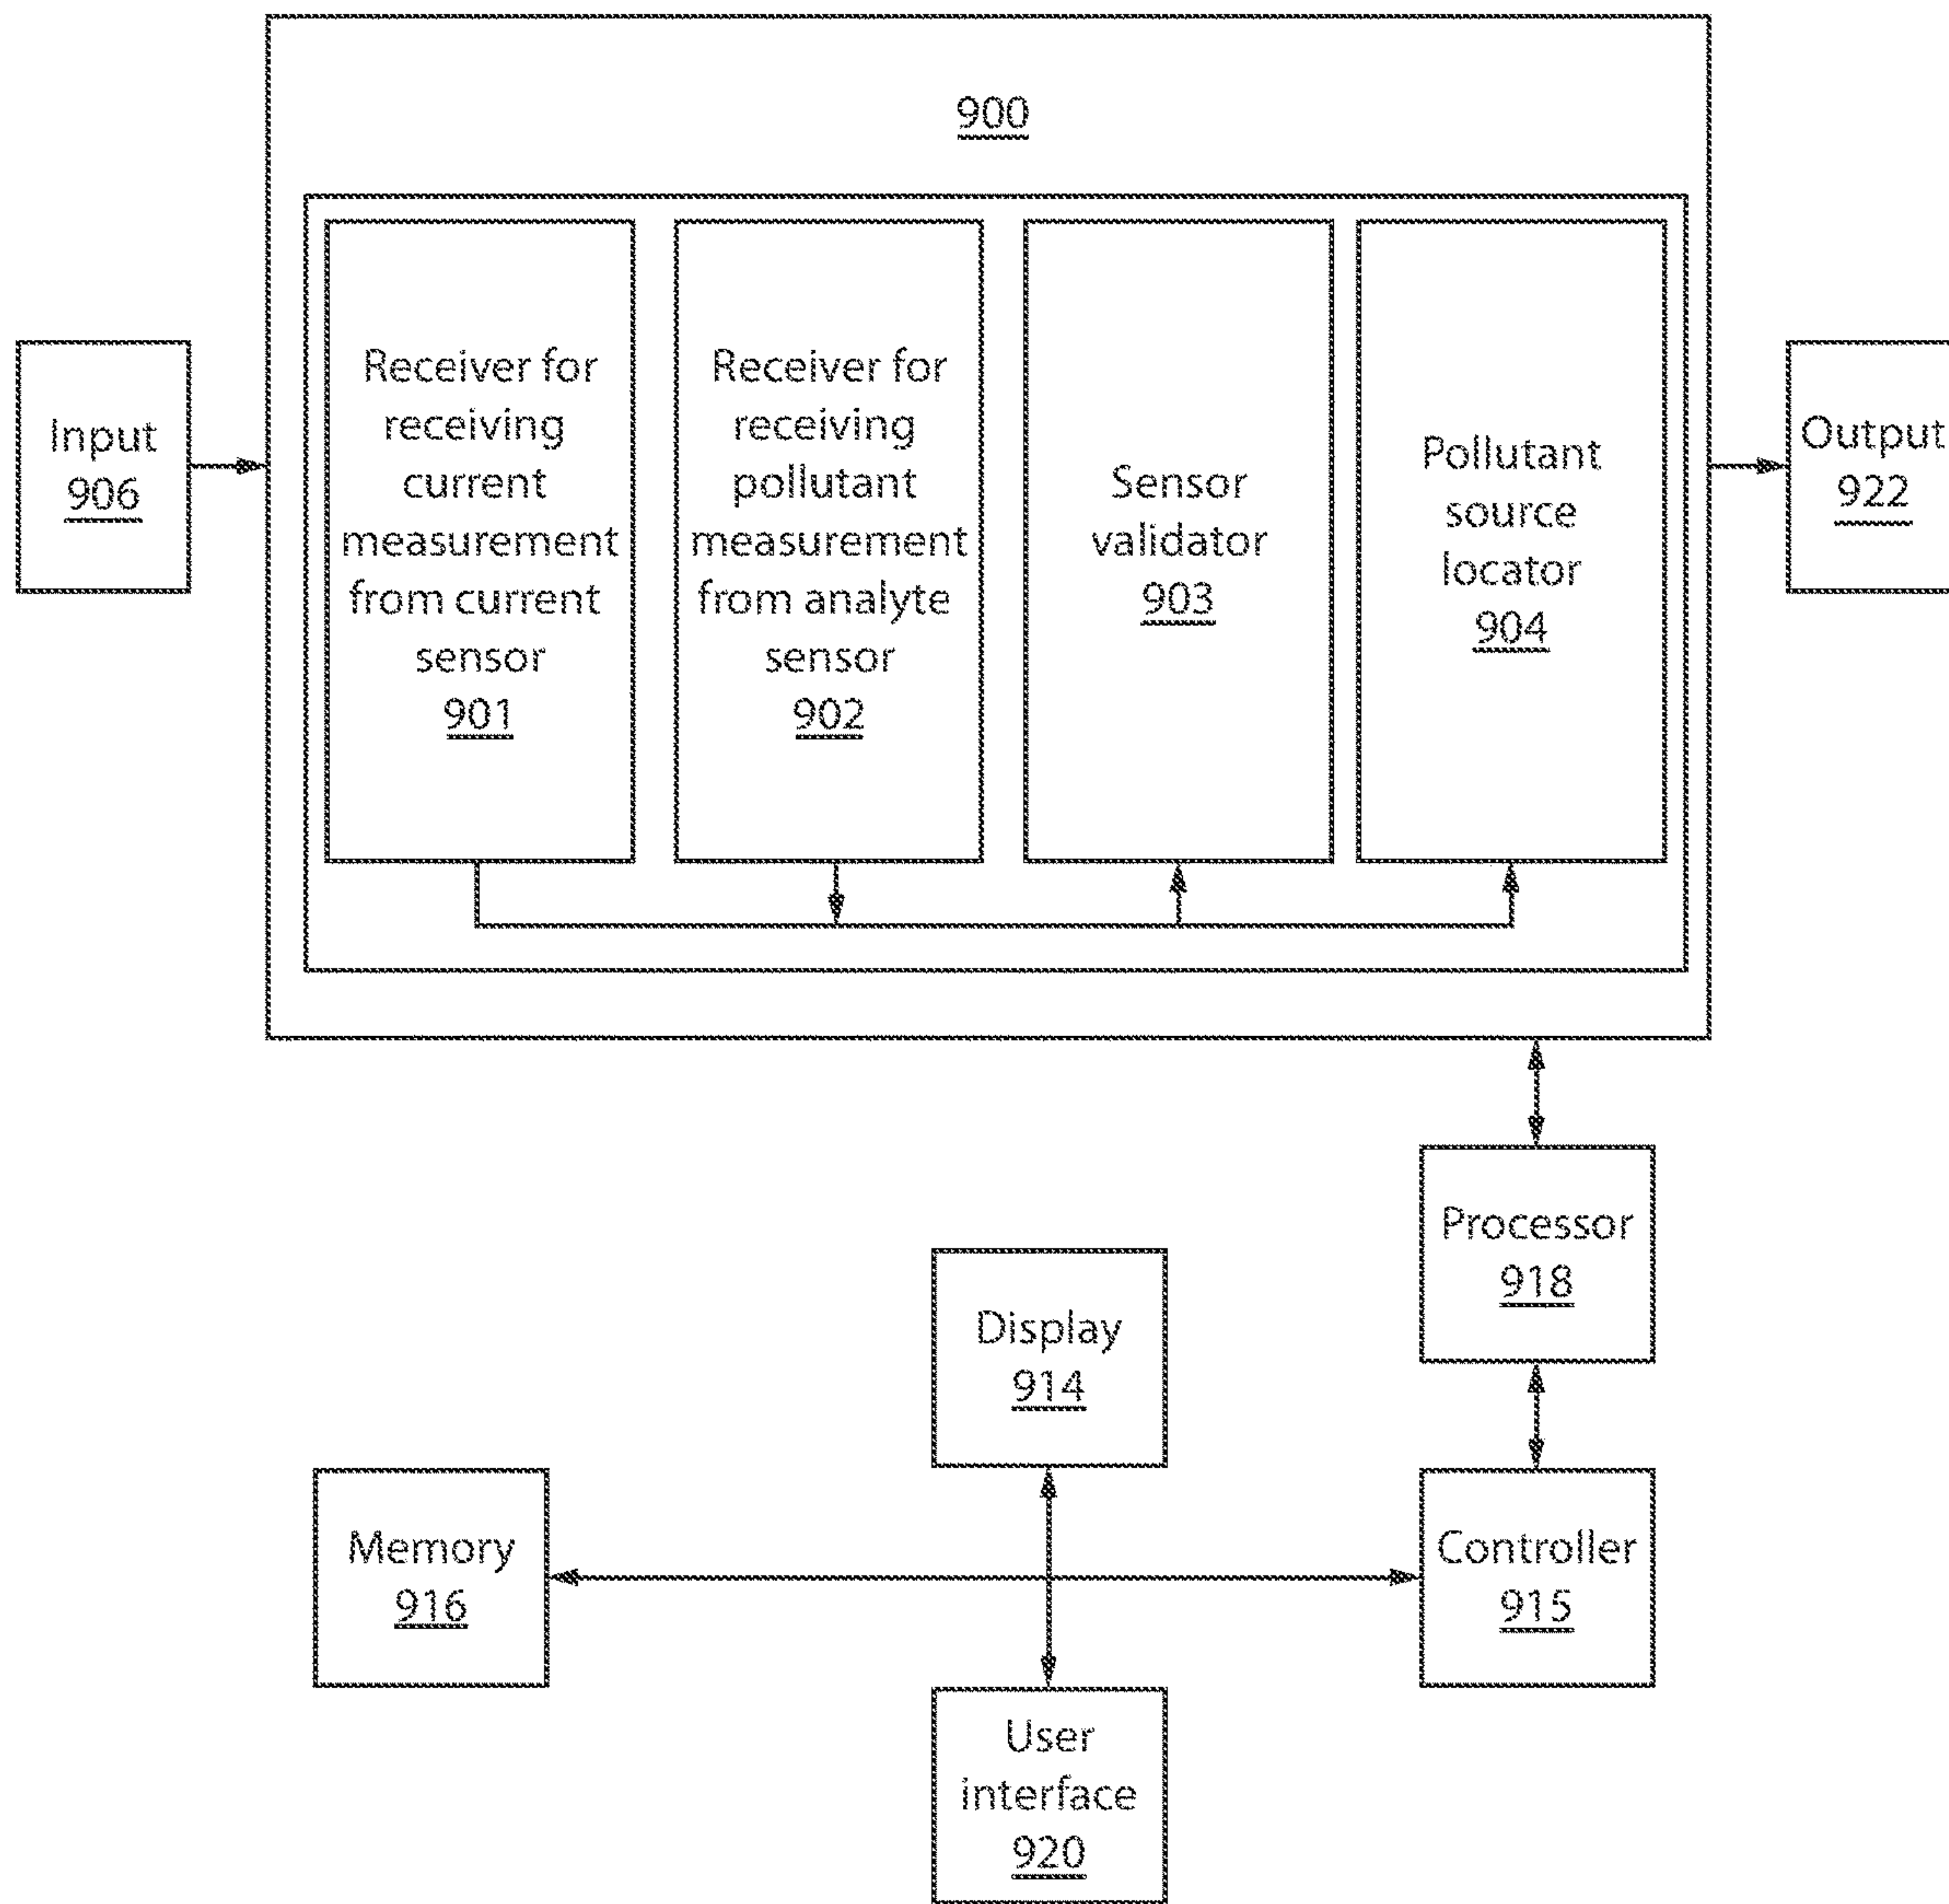 900
Input
906
Receiver for
receiving
current
measurement
from current
sensor
901
Receiver for
receiving
pollutant
measurement
from analyte
sensor
902
Sensor
validator
903
Pollutant
source
locator
904
Output
922
Processor
918
Display
914
Memory
916
Controller
915
User
interface
920